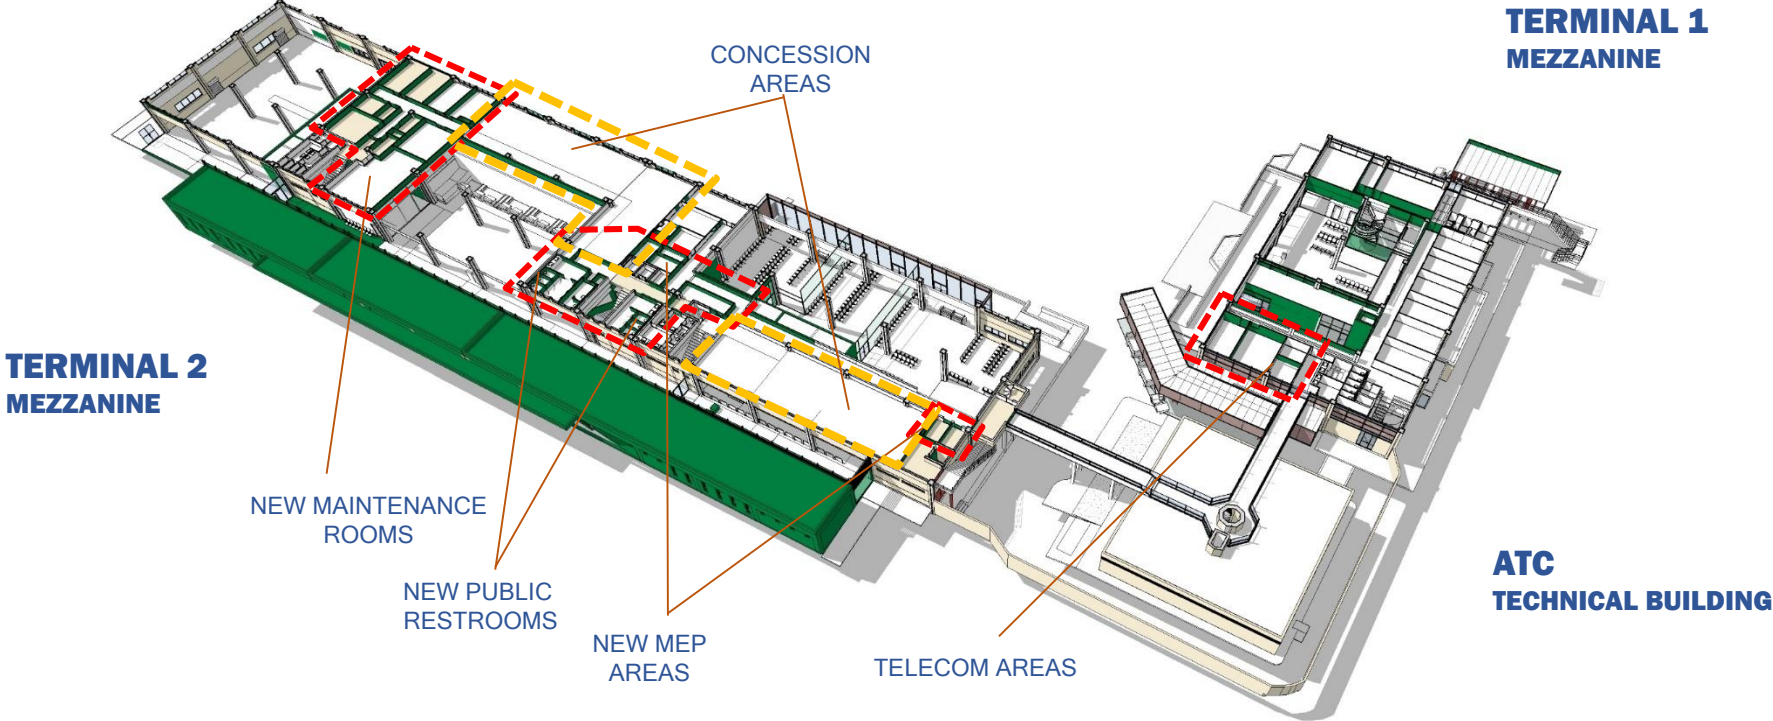 TERMINAL 1
MEZZANINE
CONCESSION
AREAS
TERMINAL 2
MEZZANINE
NEW MAINTENANCE
ROOMS
NEW PUBLIC
RESTROOMS
NEW MEP
AREAS
TELECOM AREAS
ATC
TECHNICAL BUILDING